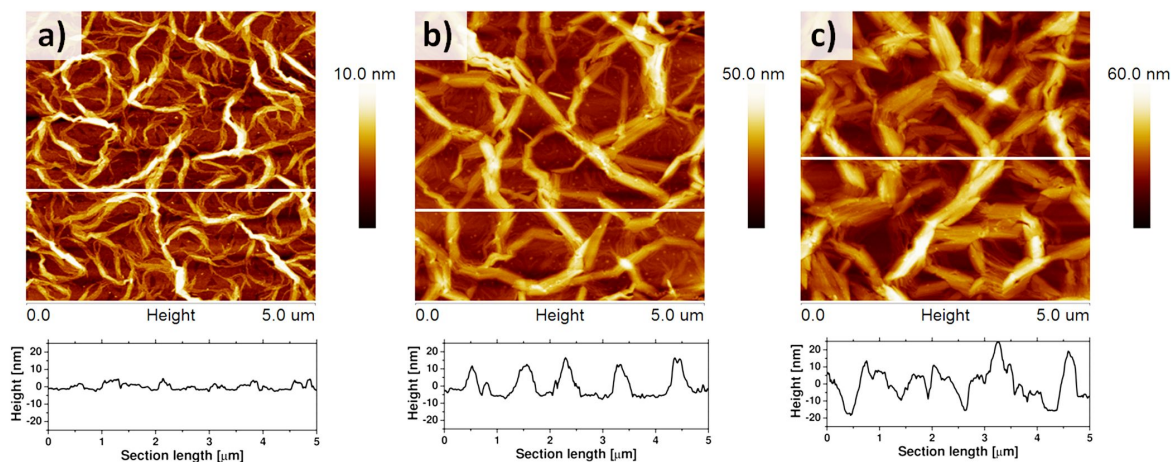 a)
10.0 nm
0.0 Height 5.0 um
Height [nm]
20
10
0
-10
-20
0 1 2 3 4 5
Section length [µm]
b)
50.0 nm
0.0 Height 5.0 um
Height [nm]
20
10
0
-10
-20
0 1 2 3 4 5
Section length [µm]
c)
60.0 nm
0.0 Height 5.0 um
Height [nm]
20
10
0
-10
-20
0 1 2 3 4 5
Section length [µm]